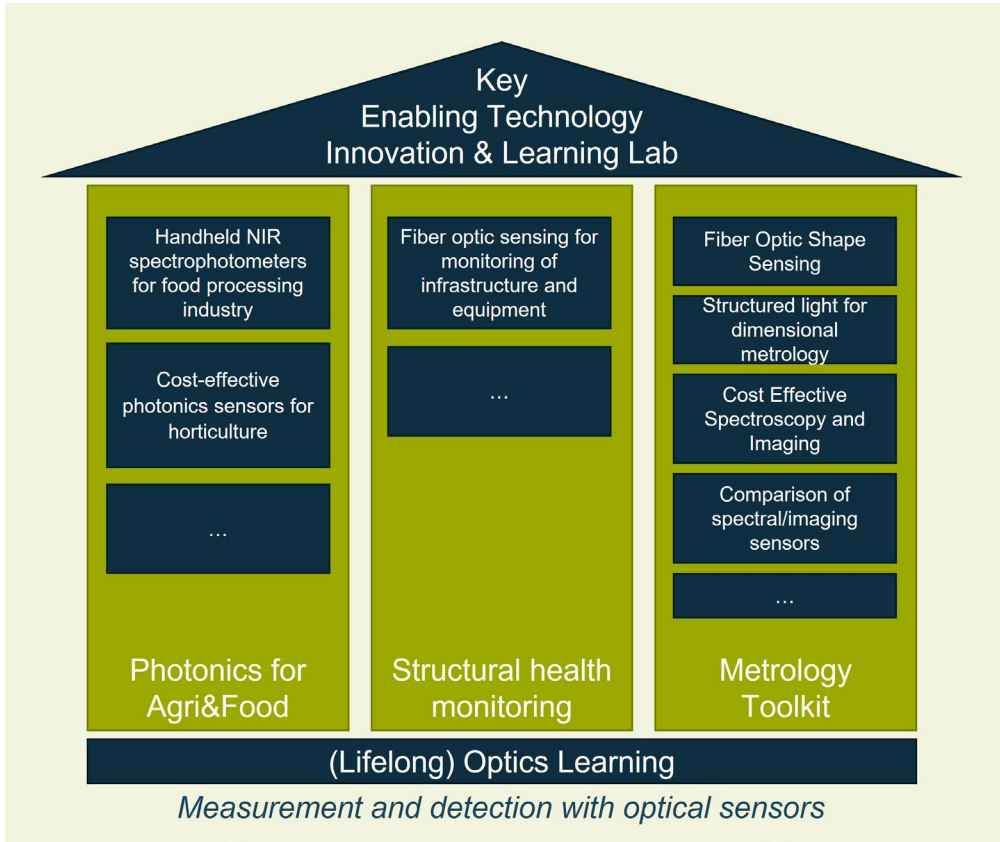 Key
Enabling Technology
Innovation & Learning Lab
Handheld NIR
spectrophotometers
for food processing
industry
Cost-effective
photonics sensors for
horticulture
...
Photonics for
Agri&Food
Fiber optic sensing for
monitoring of
infrastructure and
equipment
...
Structural health
monitoring
Fiber Optic Shape
Sensing
Structured light for
dimensional
metrology
Cost Effective
Spectroscopy and
Imaging
Comparison of
spectral/imaging
sensors
...
Metrology
Toolkit
(Lifelong) Optics Learning
Measurement and detection with optical sensors